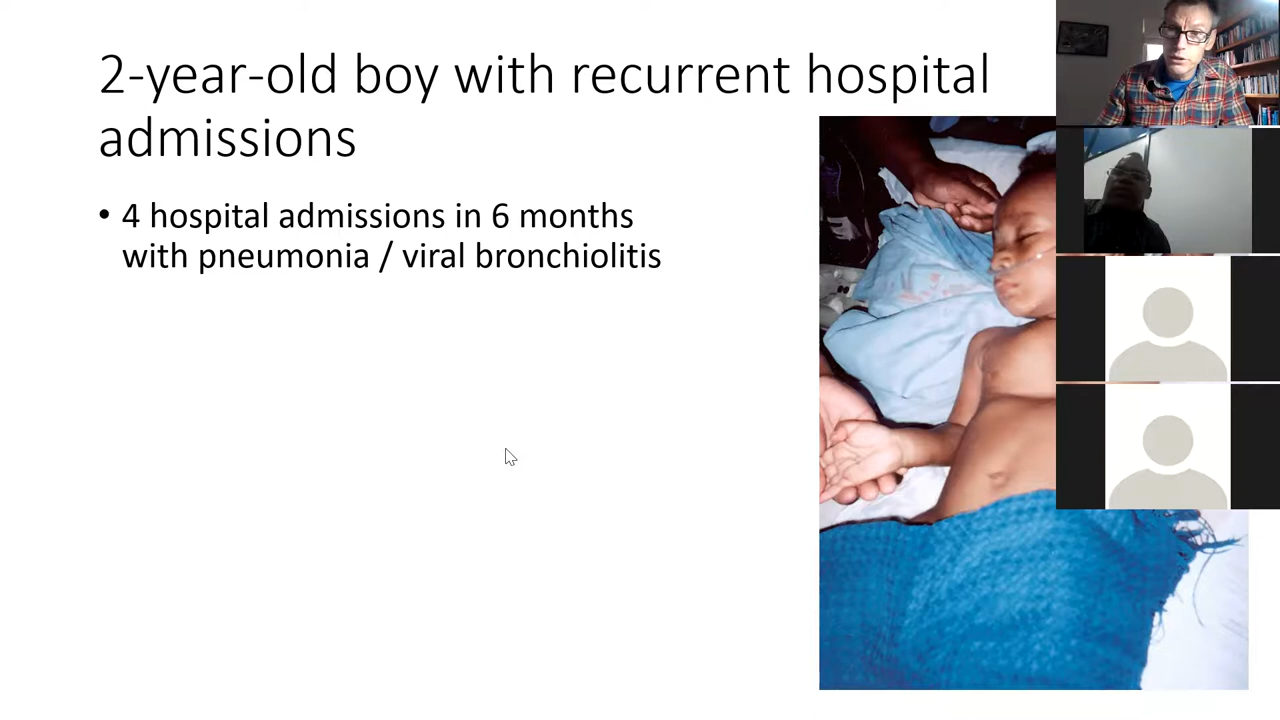 2-year-old boy with recurrent hospital
admissions
• 4 hospital admissions in 6 months
with pneumonia / viral bronchiolitis